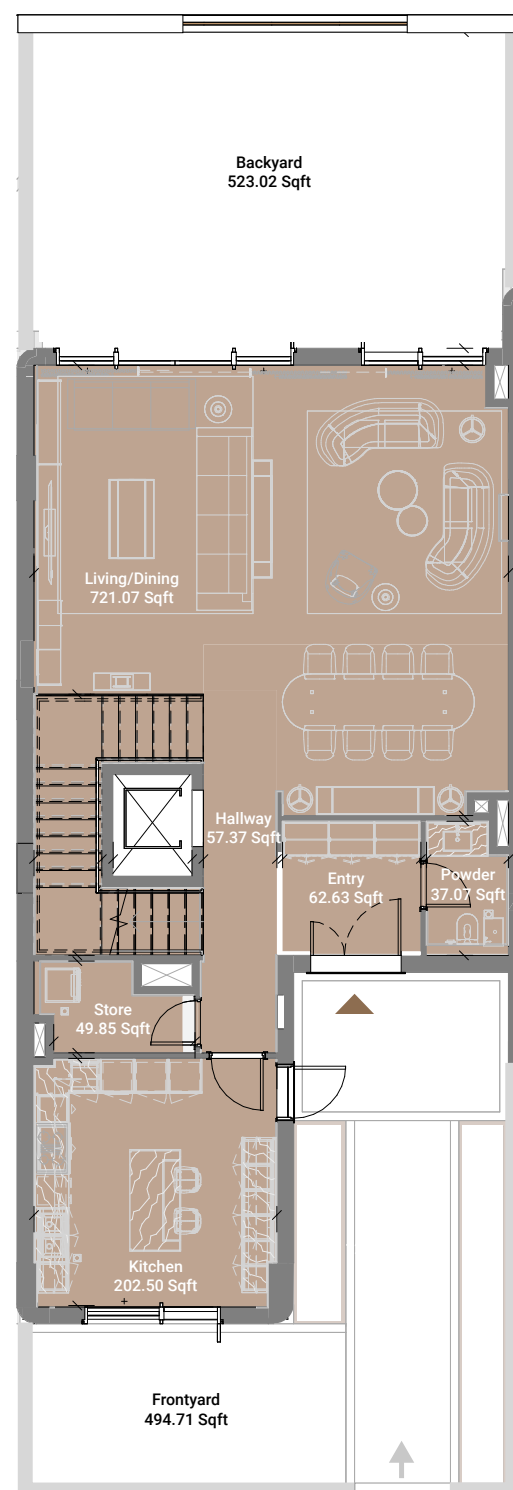 Backyard
523.02 Sqft
Living/Dining
721.07 Sqft
Hallway
57.37 Sqft
Entry
62.63 Sqft
Powder
37.07 Sqft
Store
49.85 Sqft
Kitchen
202.50 Sqft
Frontyard
494.71 Sqft